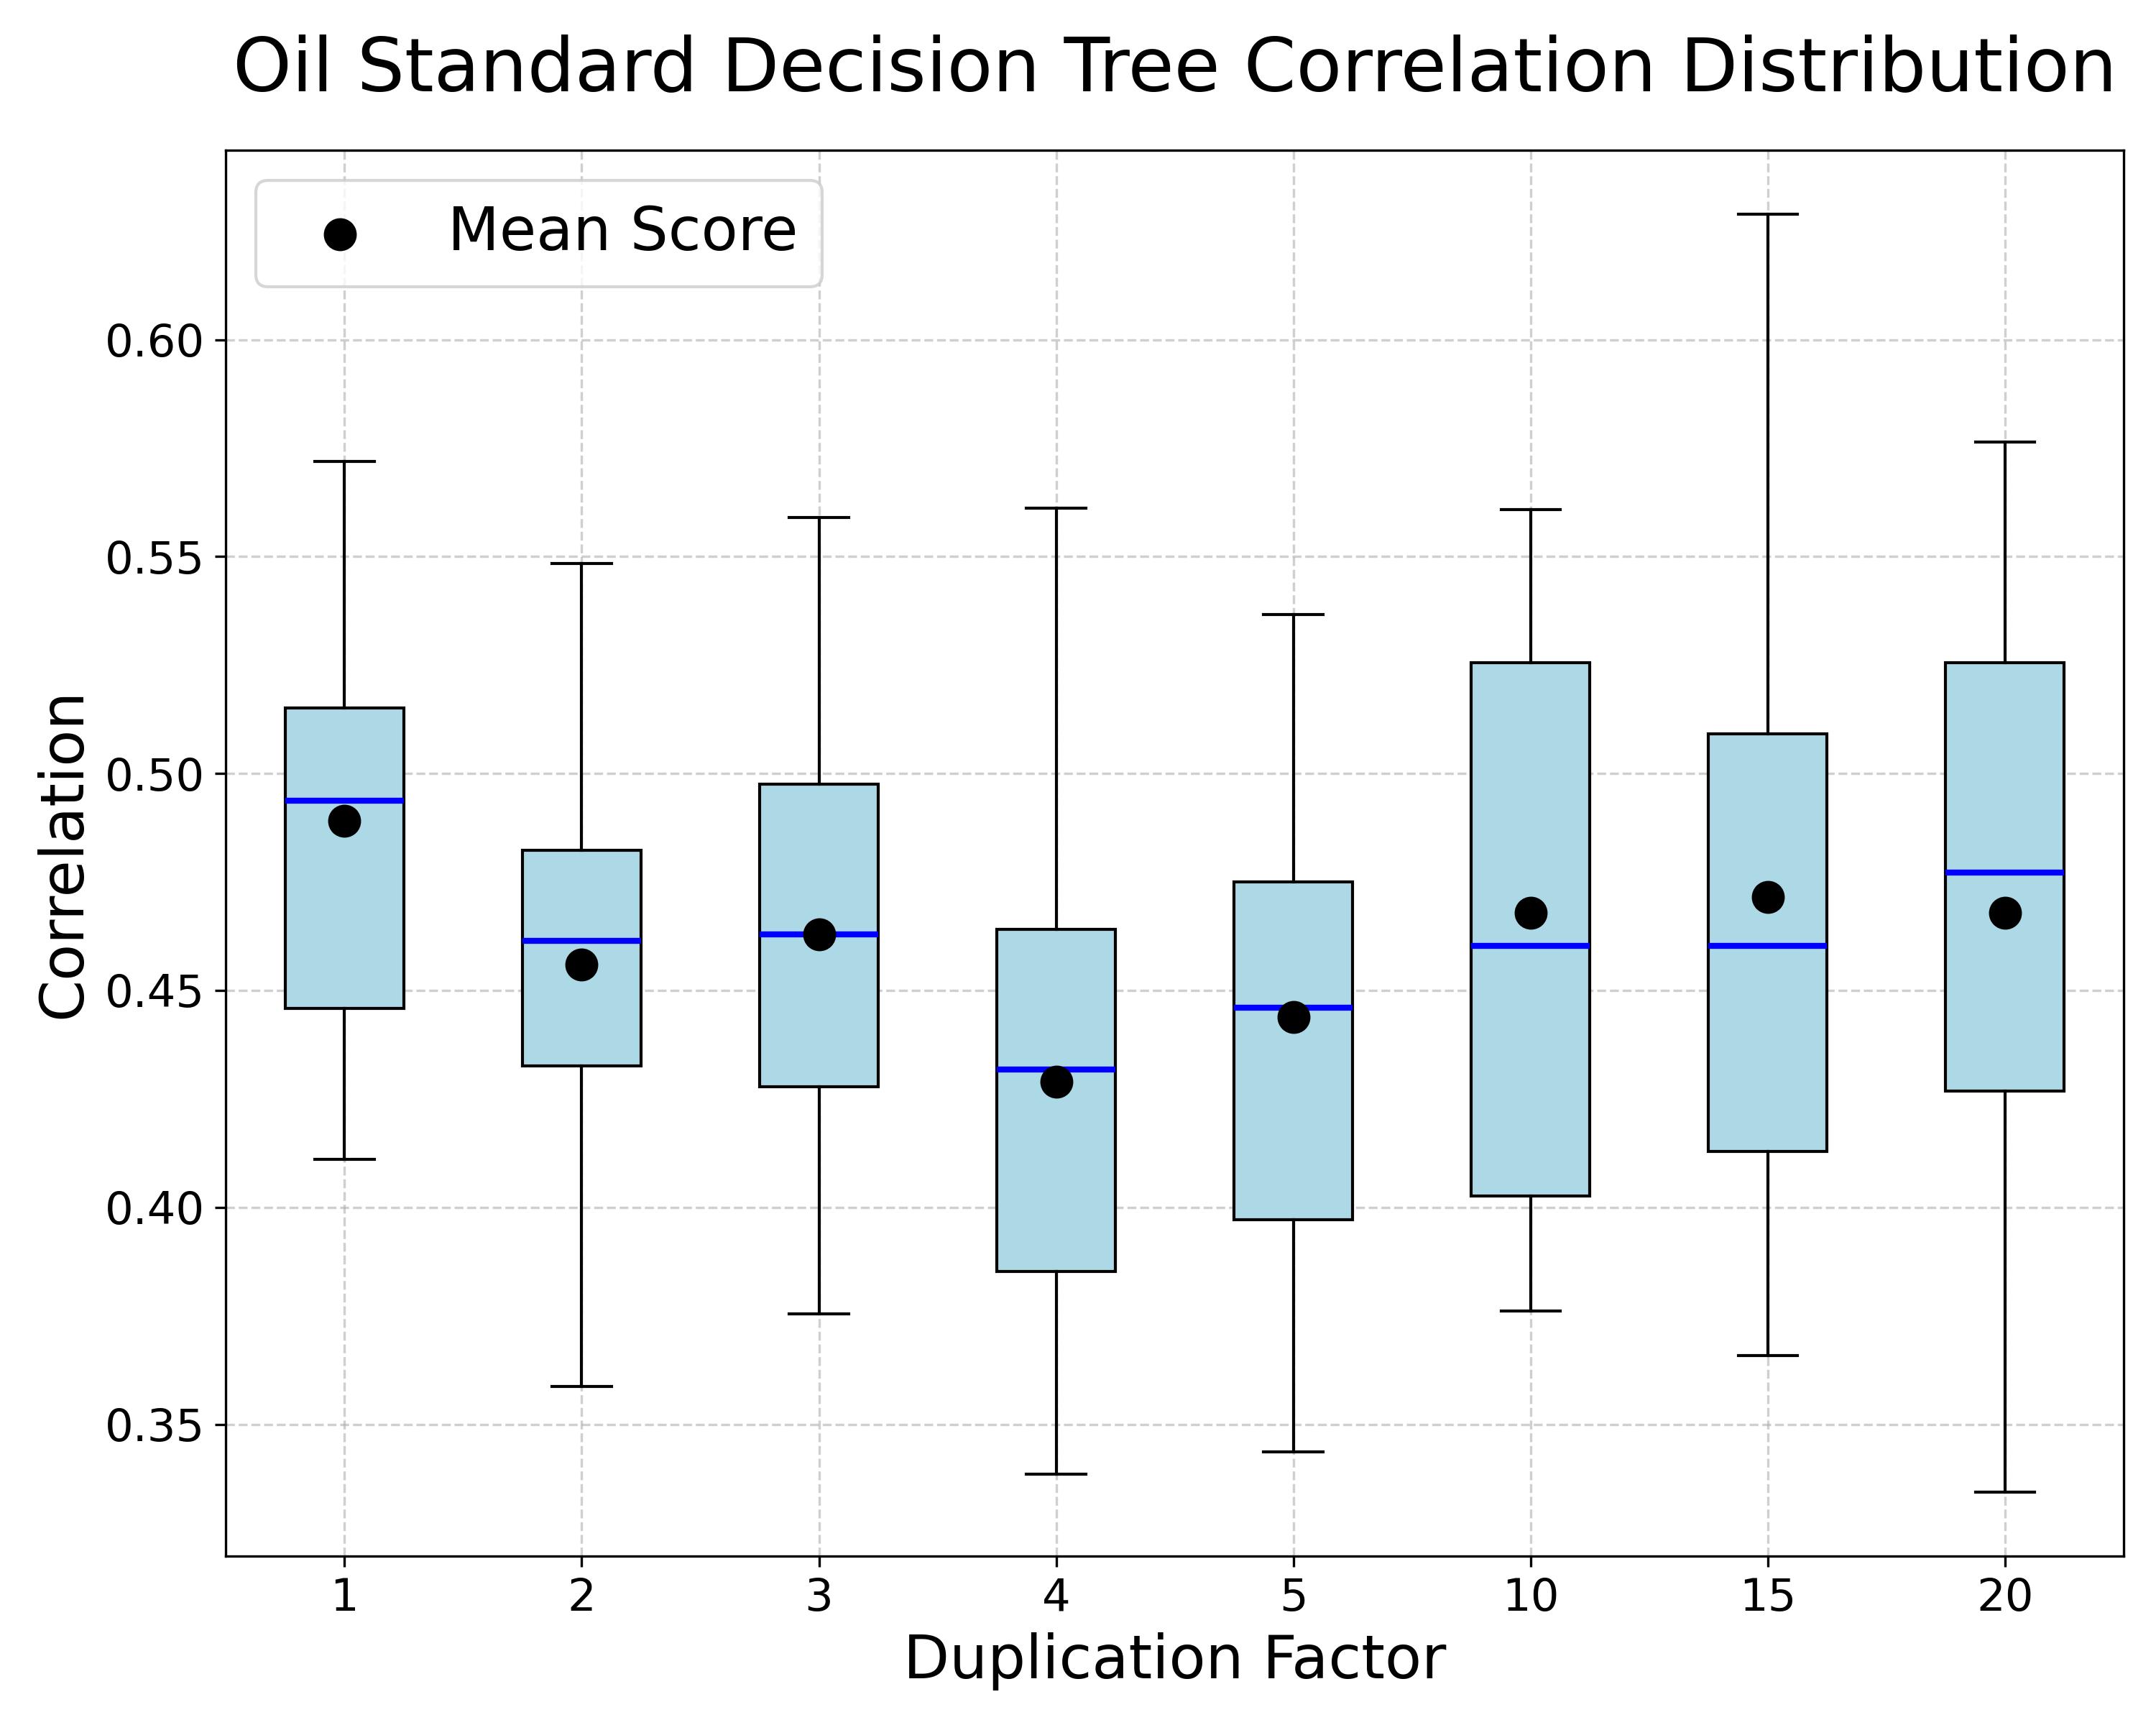 Oil Standard Decision Tree Correlation Distribution
Mean Score
0.60
0.55
0.50
0.45
0.40
0.35
Correlation
1 2 3 4 5 10 15 20
Duplication Factor